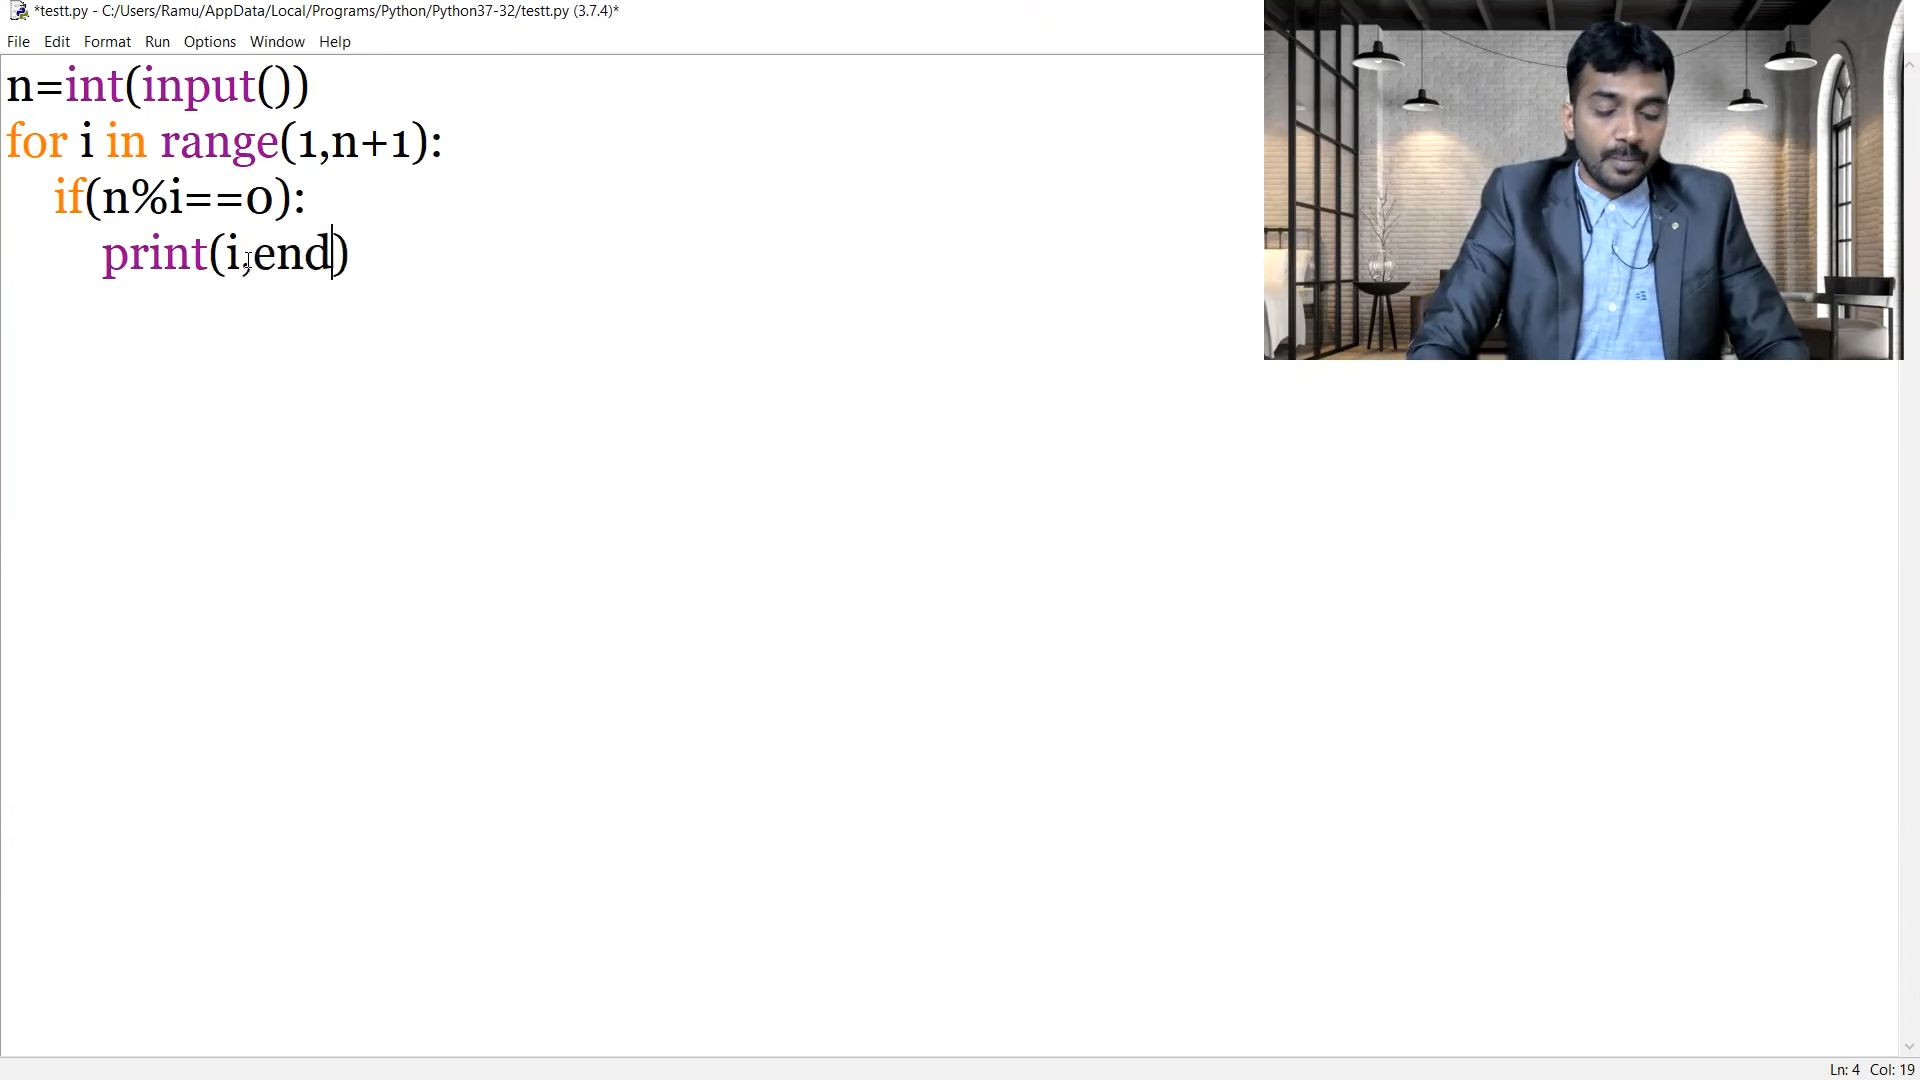 *testt.py - C:/Users/Ramu/AppData/Local/Programs/Python/Python37-32/testt.py (3.7.4)*
File Edit Format Run Options Window Help
n=int(input())
for i in range(1,n+1):
    if(n%i==0):
        print(i,end)
Ln: 4 Col: 19